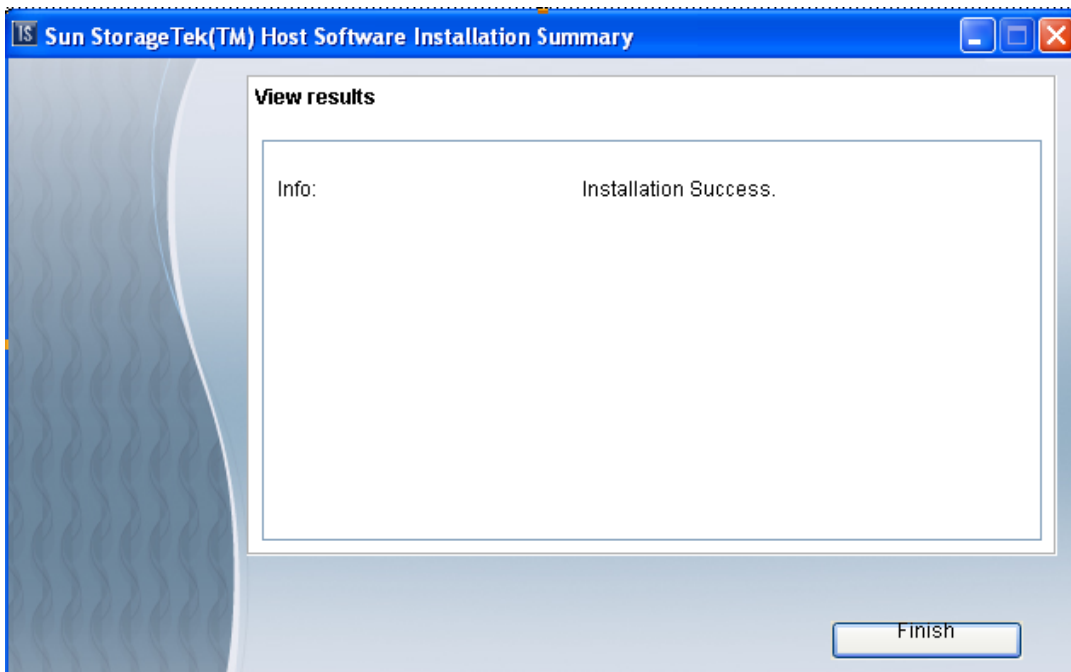 IS Sun StorageTek(TM) Host Software Installation Summary
View results
Info: Installation Success.
Finish